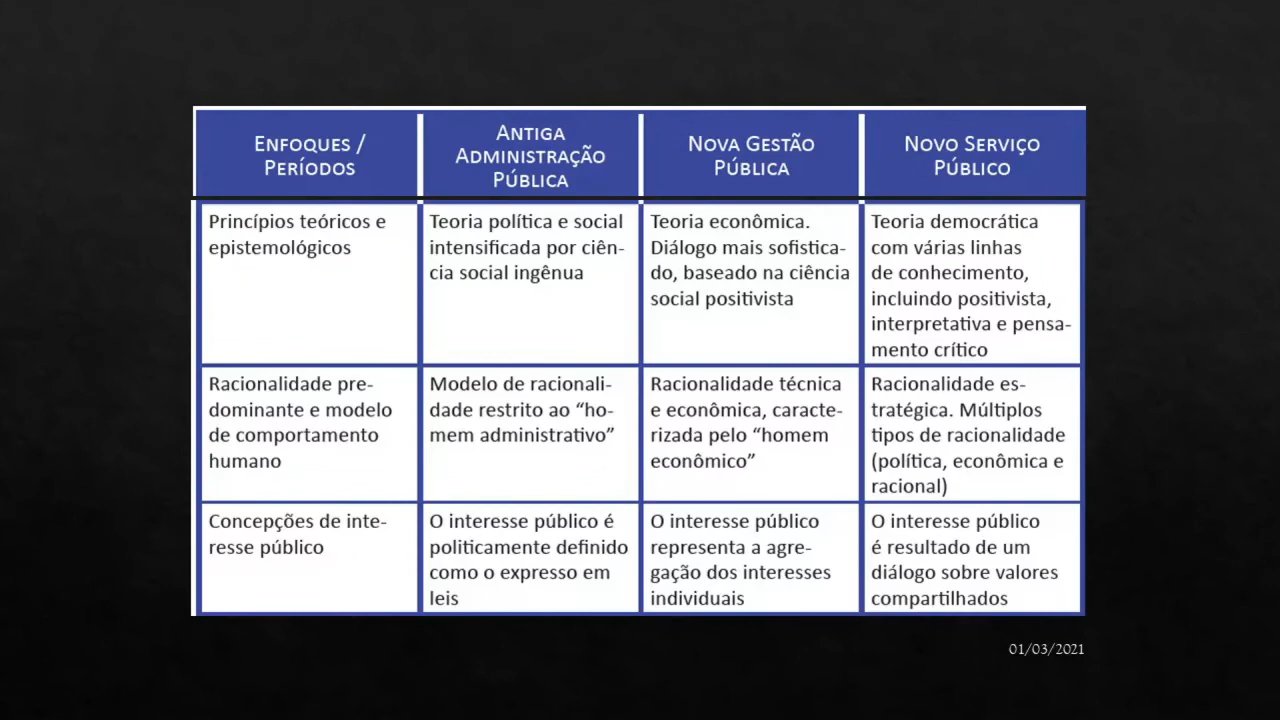 ENFOQUES /
PERÍODOS
ANTIGA
ADMINISTRAÇÃO
PÚBLICA
NOVA GESTÃO
PÚBLICA
NOVO SERVIÇO
PÚBLICO
Princípios teóricos e
epistemológicos
Teoria política e social
intensificada por ciên-
cia social ingênua
Teoria econômica.
Diálogo mais sofistica-
do, baseado na ciência
social positivista
Teoria democrática
com várias linhas
de conhecimento,
incluindo positivista,
interpretativa e pensa-
mento crítico
Racionalidade pre-
dominante e modelo
de comportamento
humano
Modelo de racionali-
dade restrito ao “ho-
mem administrativo”
Racionalidade técnica
e econômica, caracte-
rizada pelo “homem
econômico”
Racionalidade es-
tratégica. Múltiplos
tipos de racionalidade
(política, econômica e
racional)
Concepções de inte-
resse público
O interesse público é
politicamente definido
como o expresso em
leis
O interesse público
representa a agre-
gação dos interesses
individuais
O interesse público
é resultado de um
diálogo sobre valores
compartilhados
01/03/2021